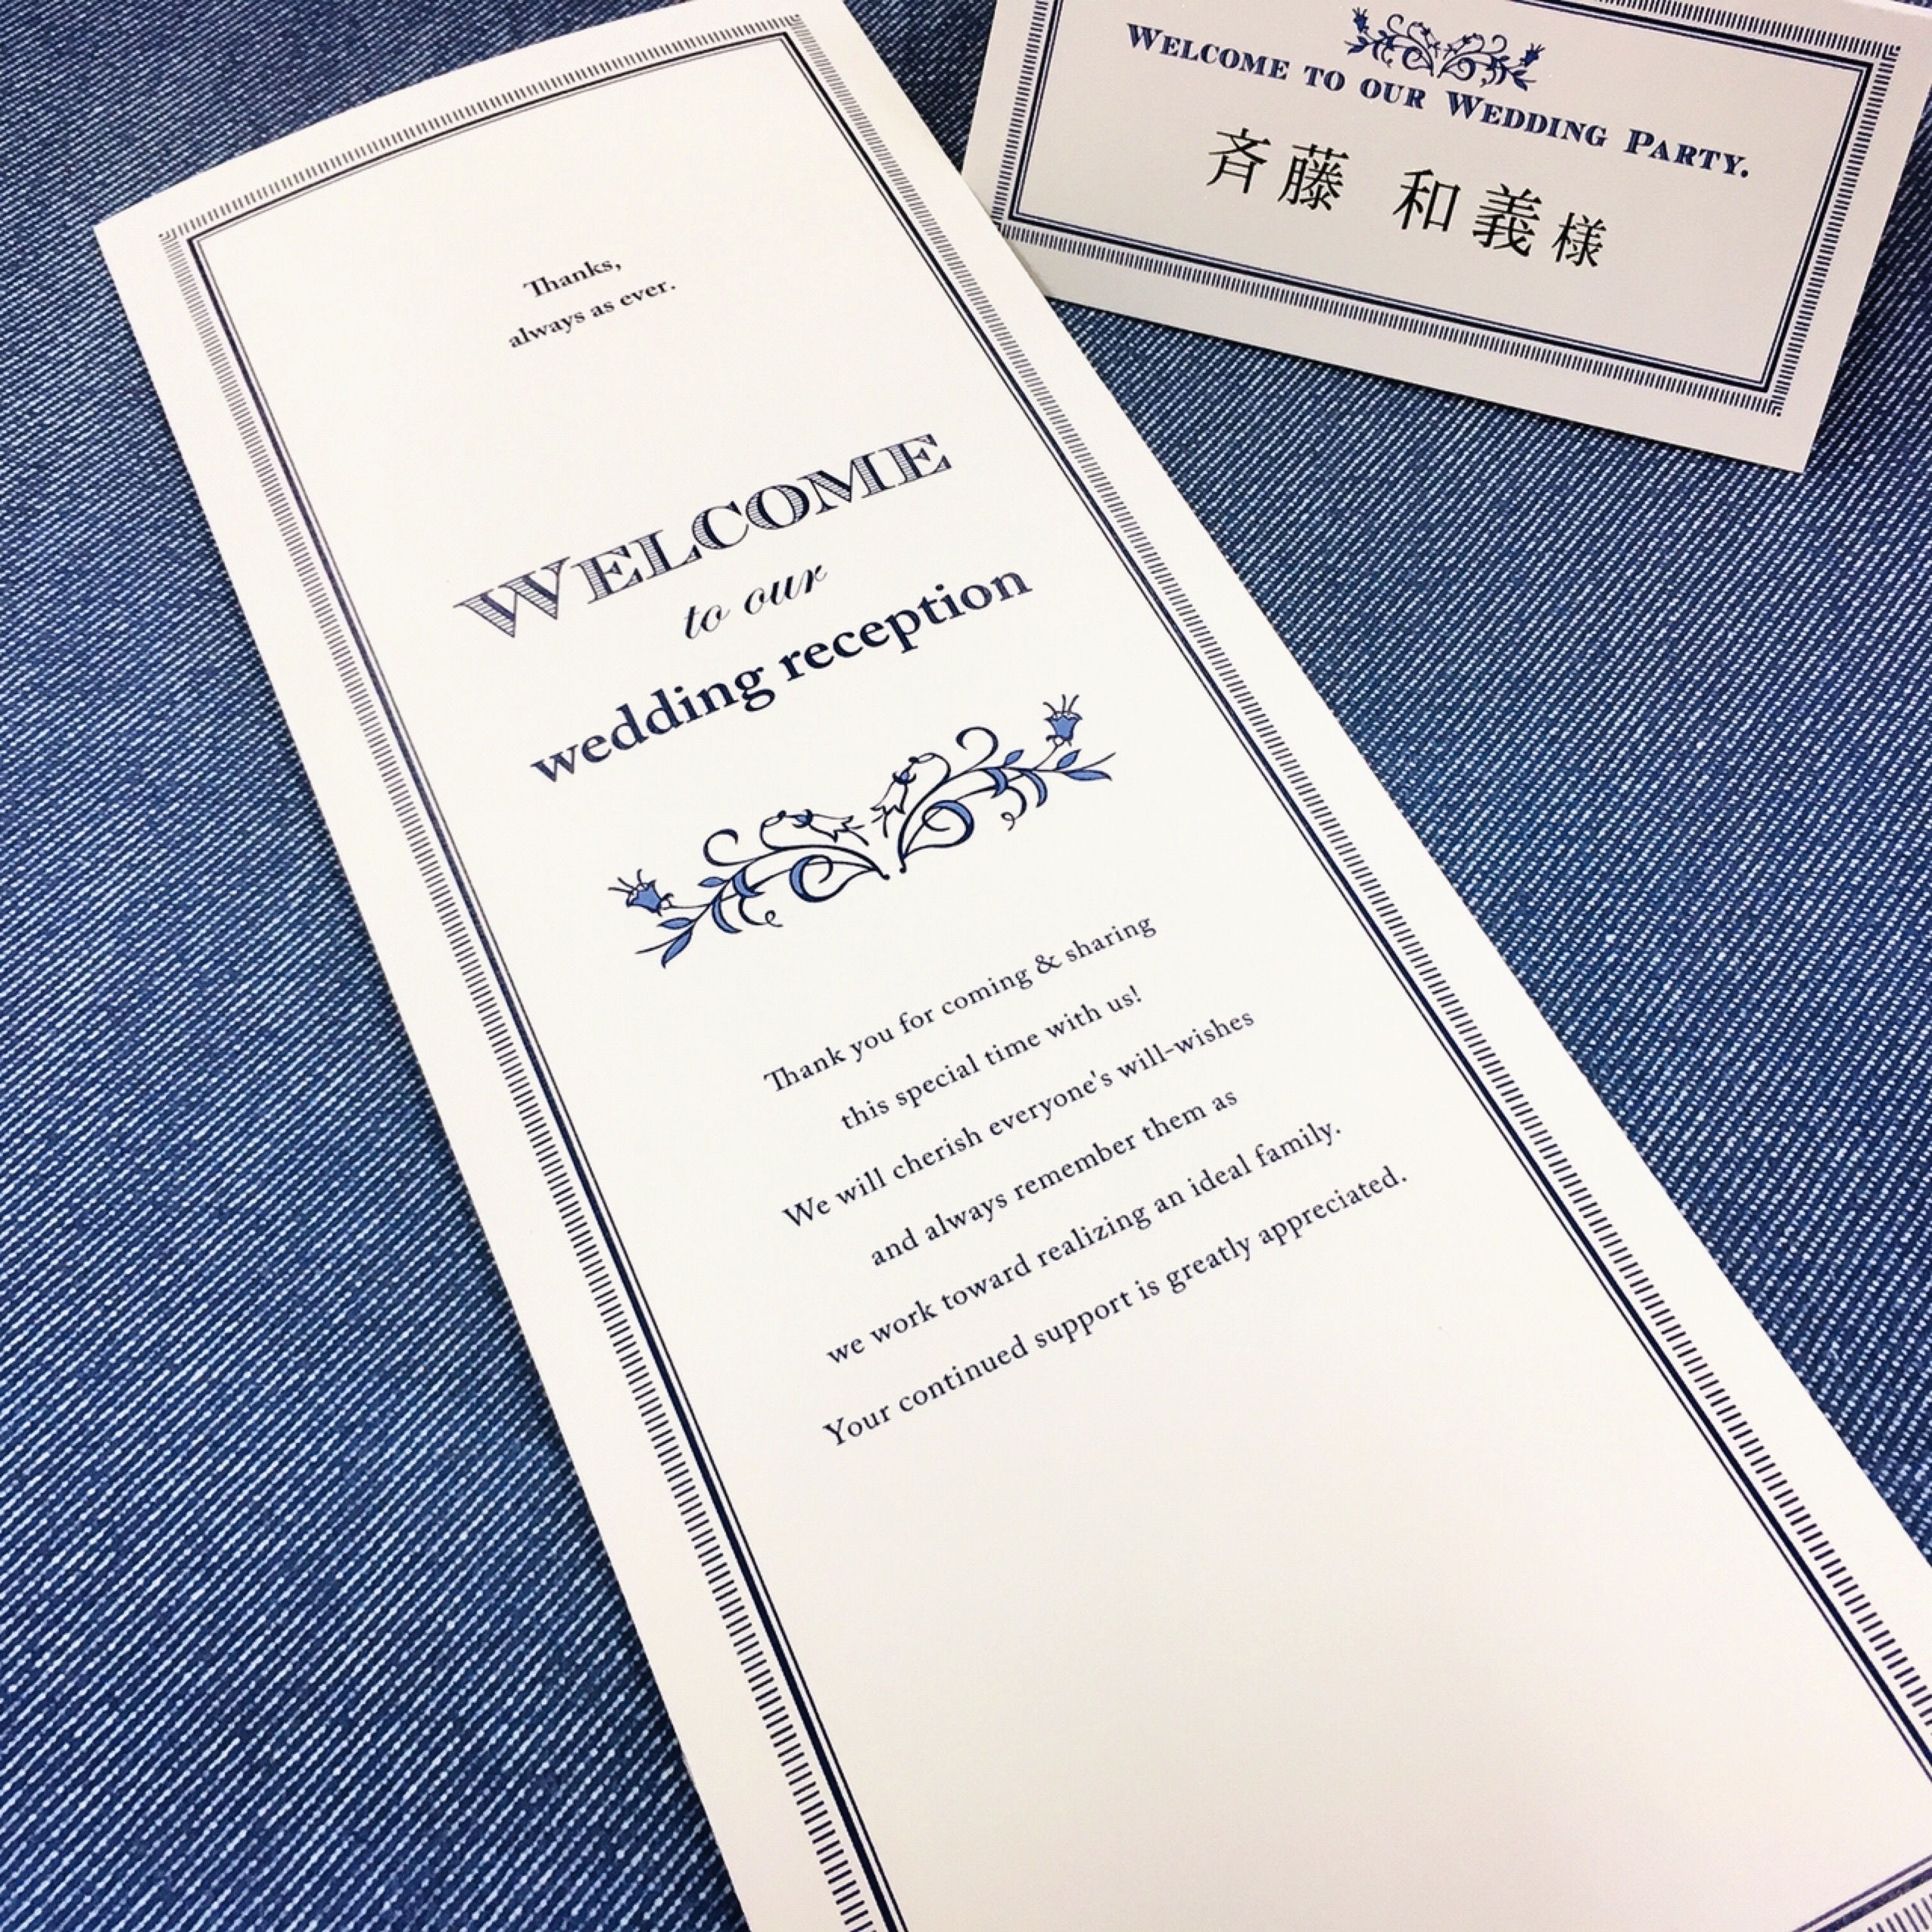 Thanks,
always as ever.
WELCOME
to our
wedding reception
Thank you for coming & sharing
this special time with us!
We will cherish everyone's will-wishes
and always remember them as
we work toward realizing an ideal family.
Your continued support is greatly appreciated.
WELCOME TO OUR WEDDING PARTY.
斉藤 和義様